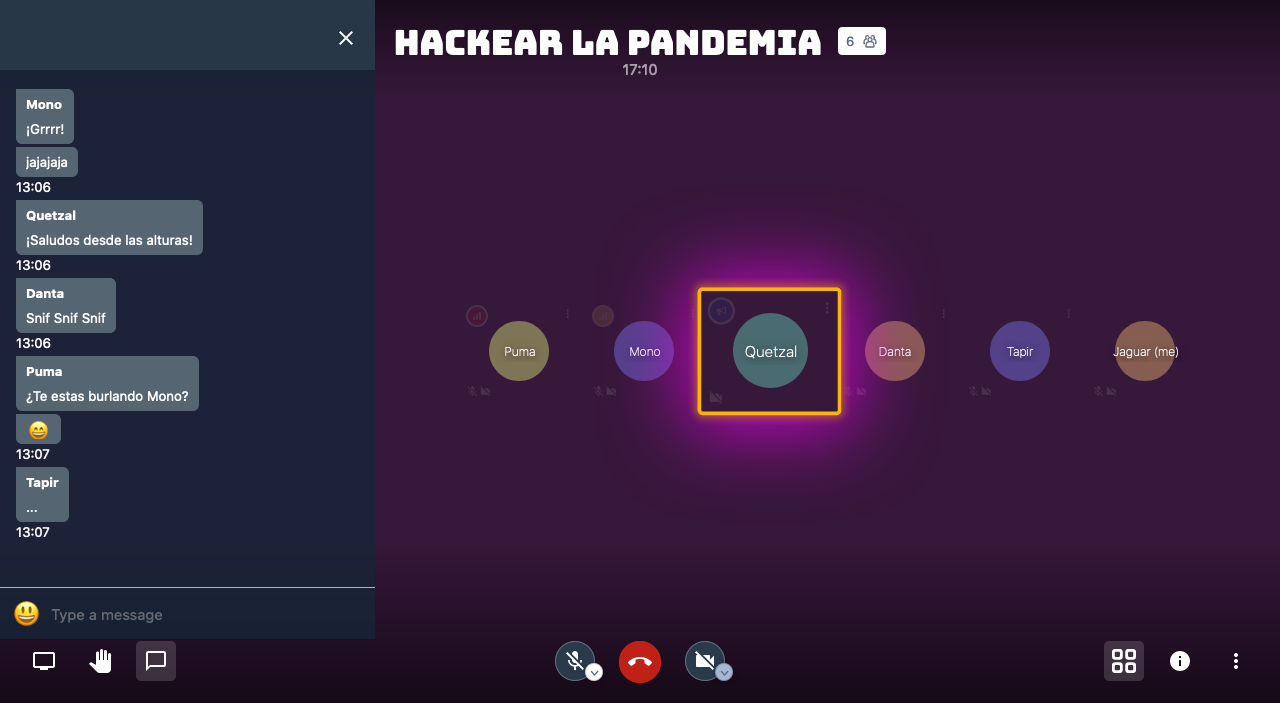 HACKEAR LA PANDEMIA
6
17:10
Mono
¡Grrrr!
jajajaja
13:06
Quetzal
¡Saludos desde las alturas!
13:06
Danta
Snif Snif Snif
13:06
Puma
¿Te estas burlando Mono?
😄
13:07
Tapir
...
13:07
Type a message
Puma
Mono
Quetzal
Danta
Tapir
Jaguar (me)